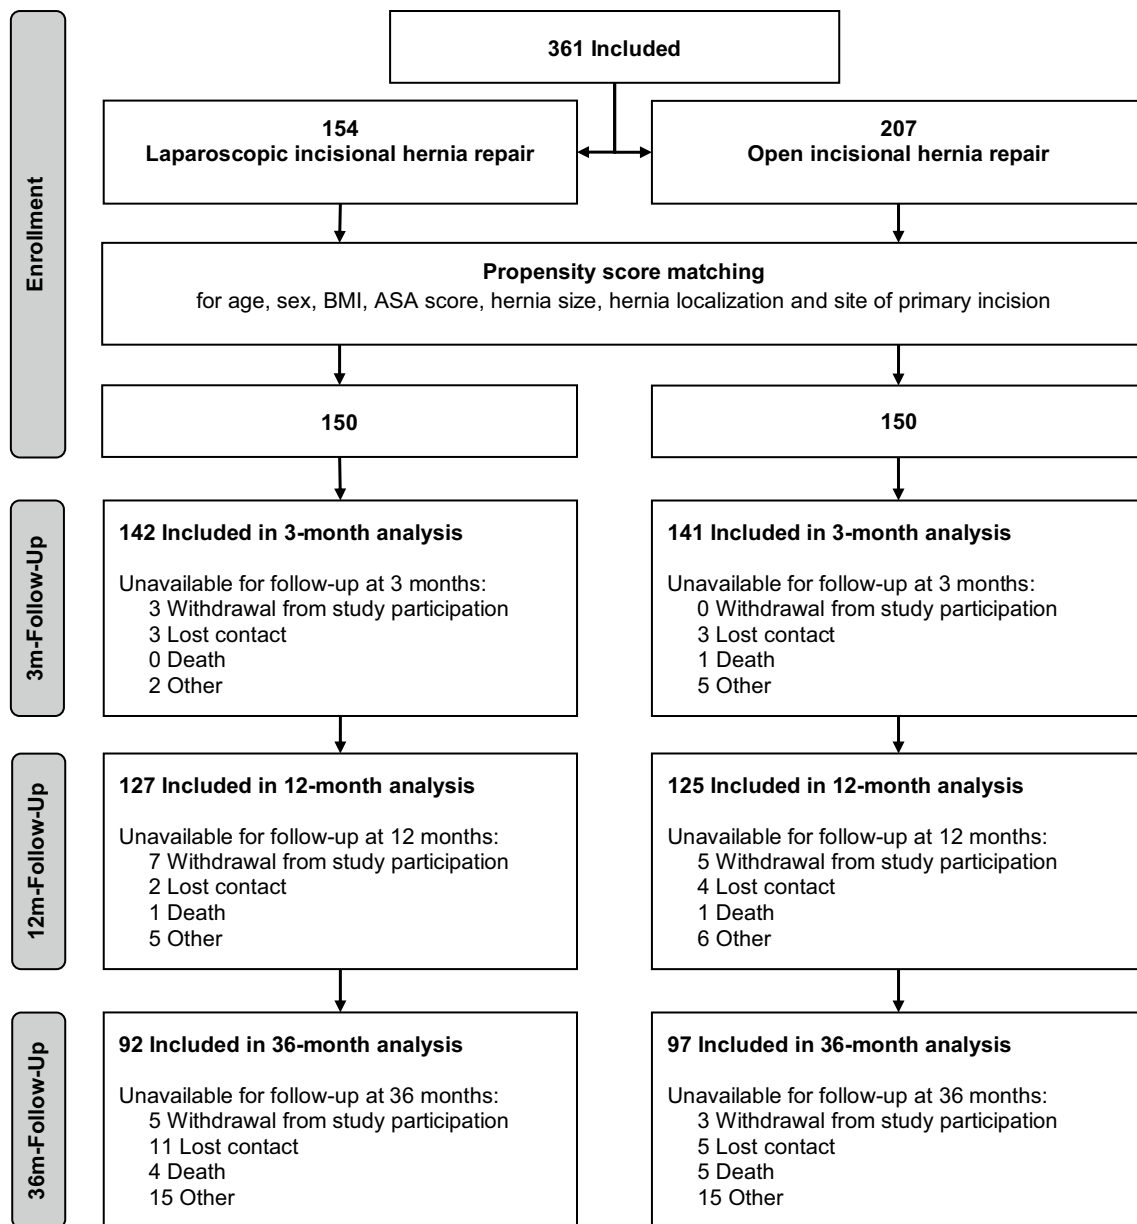 361 Included
Enrollment
154
Laparoscopic incisional hernia repair
207
Open incisional hernia repair
Propensity score matching
for age, sex, BMI, ASA score, hernia size, hernia localization and site of primary incision
150
150
3m-Follow-Up
142 Included in 3-month analysis
Unavailable for follow-up at 3 months:
3 Withdrawal from study participation
3 Lost contact
0 Death
2 Other
141 Included in 3-month analysis
Unavailable for follow-up at 3 months:
0 Withdrawal from study participation
3 Lost contact
1 Death
5 Other
12m-Follow-Up
127 Included in 12-month analysis
Unavailable for follow-up at 12 months:
7 Withdrawal from study participation
2 Lost contact
1 Death
5 Other
125 Included in 12-month analysis
Unavailable for follow-up at 12 months:
5 Withdrawal from study participation
4 Lost contact
1 Death
6 Other
36m-Follow-Up
92 Included in 36-month analysis
Unavailable for follow-up at 36 months:
5 Withdrawal from study participation
11 Lost contact
4 Death
15 Other
97 Included in 36-month analysis
Unavailable for follow-up at 36 months:
3 Withdrawal from study participation
5 Lost contact
5 Death
15 Other